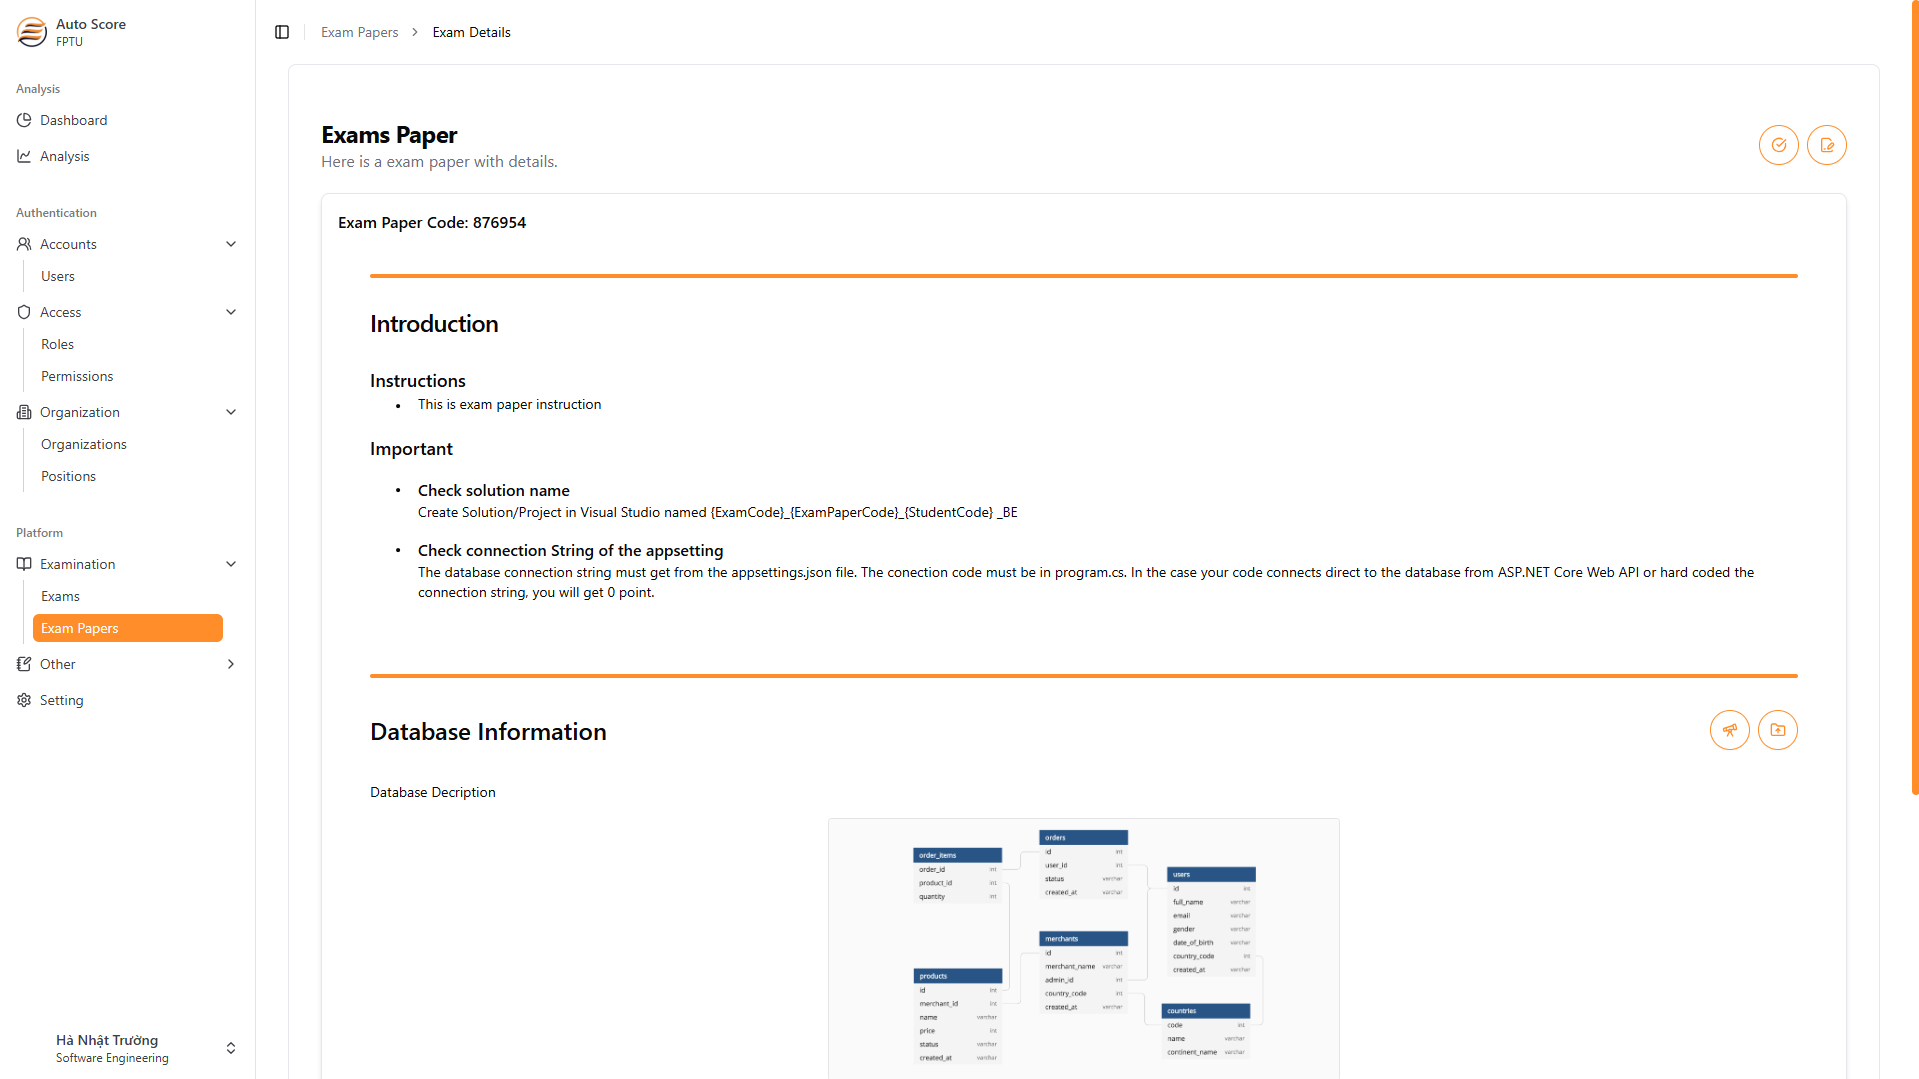 Auto Score
FPTU
Analysis
Dashboard
Analysis
Authentication
Accounts
Users
Access
Roles
Permissions
Organization
Organizations
Positions
Platform
Examination
Exams
Exam Papers
Other
Setting
Hà Nhật Trường
Software Engineering
Exam Papers
Exam Details
Exams Paper
Here is a exam paper with details.
Exam Paper Code: 876954
Introduction
Instructions
• This is exam paper instruction
Important
• Check solution name
Create Solution/Project in Visual Studio named {ExamCode}_{ExamPaperCode}_{StudentCode} _BE
• Check connection String of the appsetting
The database connection string must get from the appsettings.json file. The conection code must be in program.cs. In the case your code connects direct to the database from ASP.NET Core Web API or hard coded the
connection string, you will get 0 point.
Database Information
Database Decription
order_items
order_id int
product_id int
quantity int
orders
id int
user_id int
status varchar
created_at varchar
users
id int
full_name varchar
email varchar
gender varchar
date_of_birth varchar
country_code int
created_at varchar
merchants
id int
merchant_name varchar
admin_id int
country_code int
created_at varchar
products
id int
merchant_id int
name varchar
price int
status varchar
created_at varchar
countries
code int
name varchar
continent_name varchar